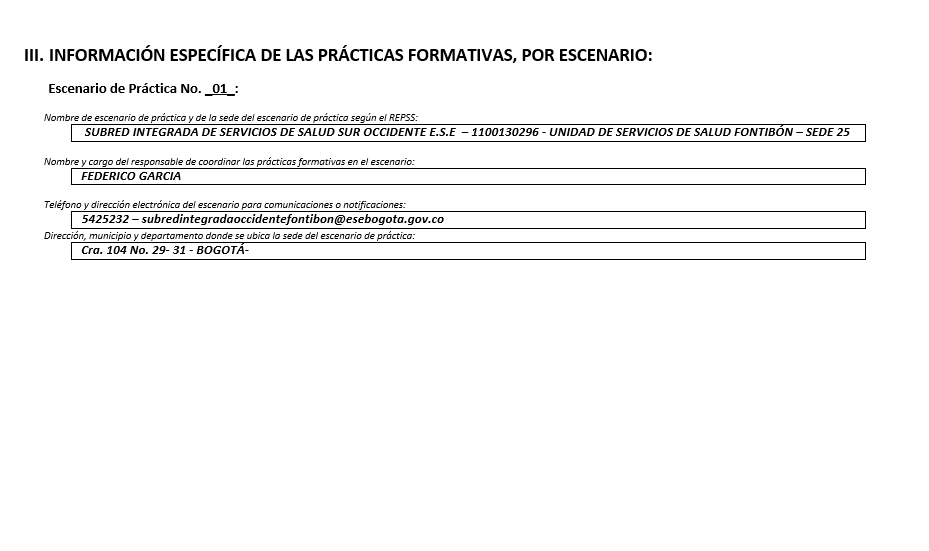 III. INFORMACIÓN ESPECÍFICA DE LAS PRÁCTICAS FORMATIVAS, POR ESCENARIO:
Escenario de Práctica No. _01_:
Nombre de escenario de práctica y de la sede del escenario de práctica según el REPSS:
SUBRED INTEGRADA DE SERVICIOS DE SALUD SUR OCCIDENTE E.S.E – 1100130296 - UNIDAD DE SERVICIOS DE SALUD FONTIBÓN – SEDE 25
Nombre y cargo del responsable de coordinar las prácticas formativas en el escenario:
FEDERICO GARCIA
Teléfono y dirección electrónica del escenario para comunicaciones o notificaciones:
5425232 – subredintegradaoccidentefontibon@esebogota.gov.co
Dirección, municipio y departamento donde se ubica la sede del escenario de práctica:
Cra. 104 No. 29- 31 - BOGOTÁ-